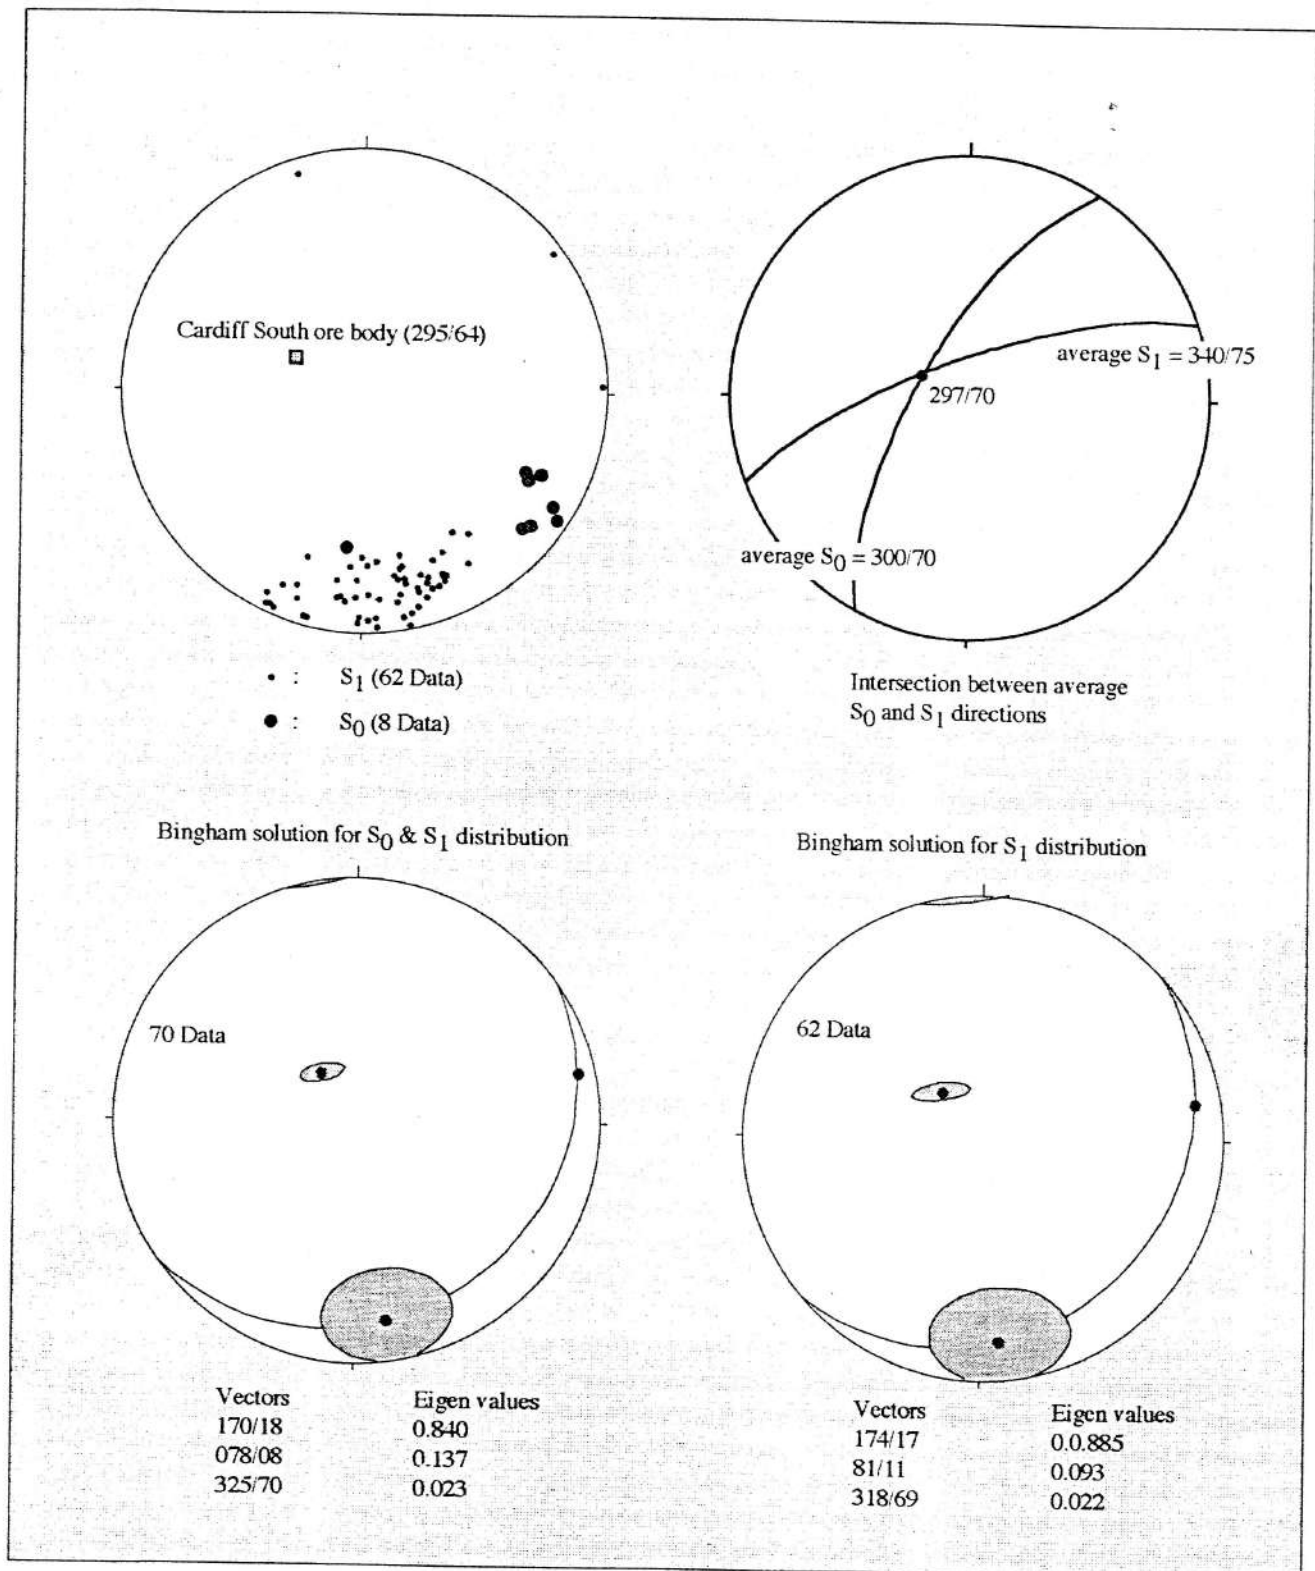 Cardiff South ore body (295/64)
average S1 = 340/75
297/70
average S0 = 300/70
• : S1 (62 Data)
● : S0 (8 Data)
Intersection between average
S0 and S1 directions
Bingham solution for S0 & S1 distribution
70 Data
Vectors Eigen values
170/18 0.840
078/08 0.137
325/70 0.023
Bingham solution for S1 distribution
62 Data
Vectors Eigen values
174/17 0.0.885
81/11 0.093
318/69 0.022